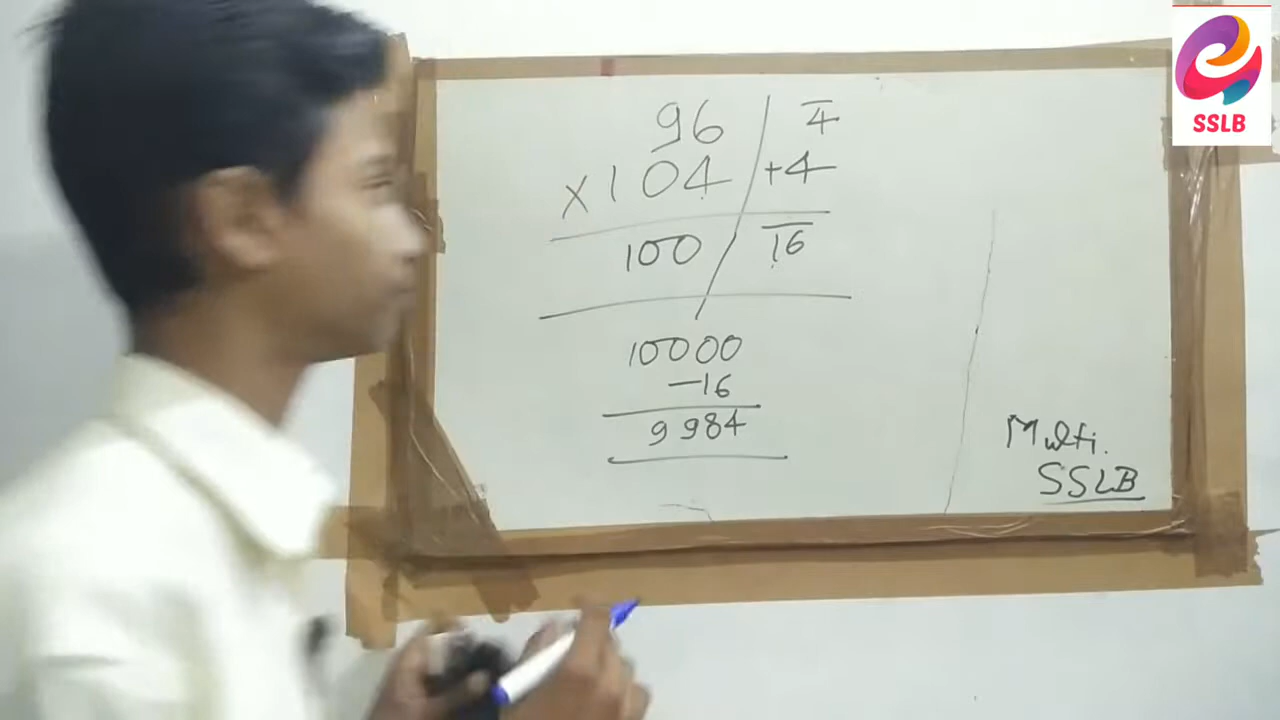 96 / 4̅
×104 / +4
100 / 1̅6̅
10000
−16
9984
Multi.
SSLB
SSLB